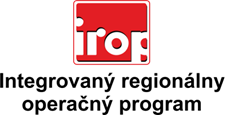 irop
Integrovaný regionálny
operačný program